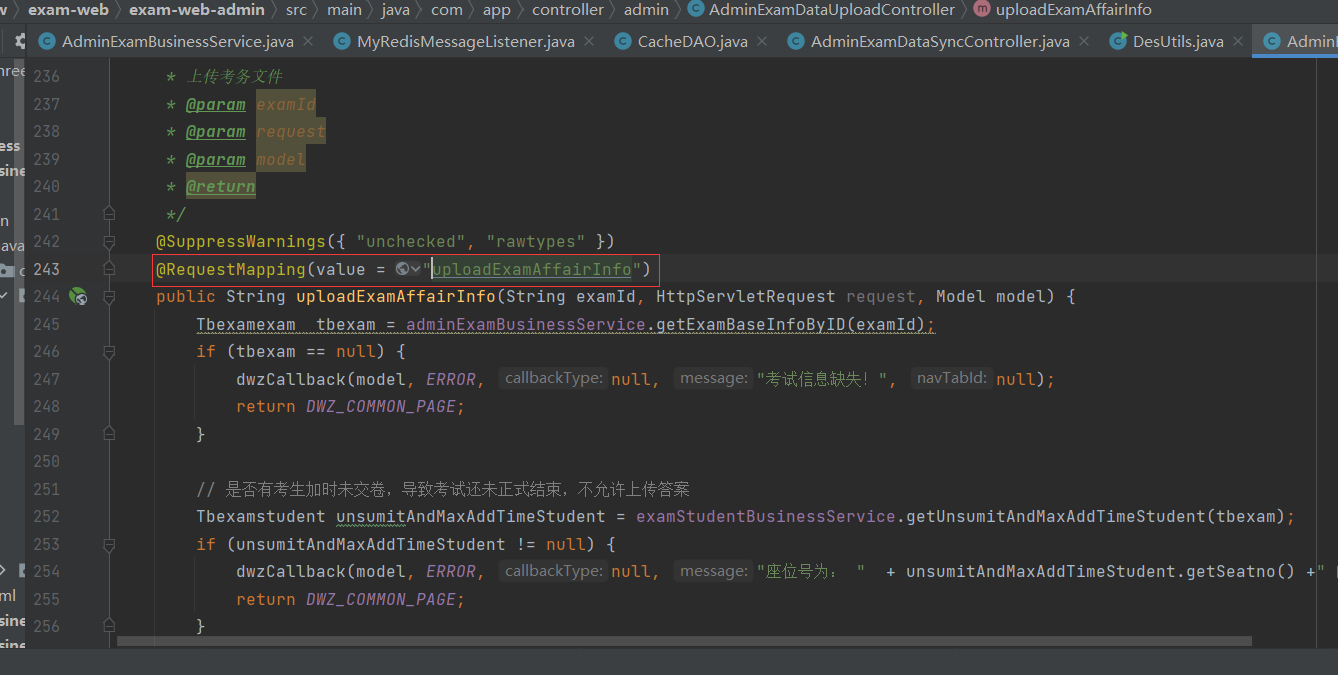 w exam-web exam-web-admin src main java com app controller admin AdminExamDataUploadController uploadExamAffairInfo
AdminExamBusinessService.java MyRedisMessageListener.java CacheDAO.java AdminExamDataSyncController.java DesUtils.java
236 * 上传考务文件
237 * @param examId
238 * @param request
239 * @param model
240 * @return
241 */
242 @SuppressWarnings({ "unchecked", "rawtypes" })
243 @RequestMapping(value = "uploadExamAffairInfo")
244 public String uploadExamAffairInfo(String examId, HttpServletRequest request, Model model) {
245 Tbexamexam tbexam = adminExamBusinessService.getExamBaseInfoByID(examId);
246 if (tbexam == null) {
247 dwzCallback(model, ERROR, callbackType: null, message: "考试信息缺失！", navTabId: null);
248 return DWZ_COMMON_PAGE;
249 }
250
251 // 是否有考生加时未交卷，导致考试还未正式结束，不允许上传答案
252 Tbexamstudent unsumitAndMaxAddTimeStudent = examStudentBusinessService.getUnsumitAndMaxAddTimeStudent(tbexam);
253 if (unsumitAndMaxAddTimeStudent != null) {
254 dwzCallback(model, ERROR, callbackType: null, message: "座位号为： " + unsumitAndMaxAddTimeStudent.getSeatno() +"
255 return DWZ_COMMON_PAGE;
256 }